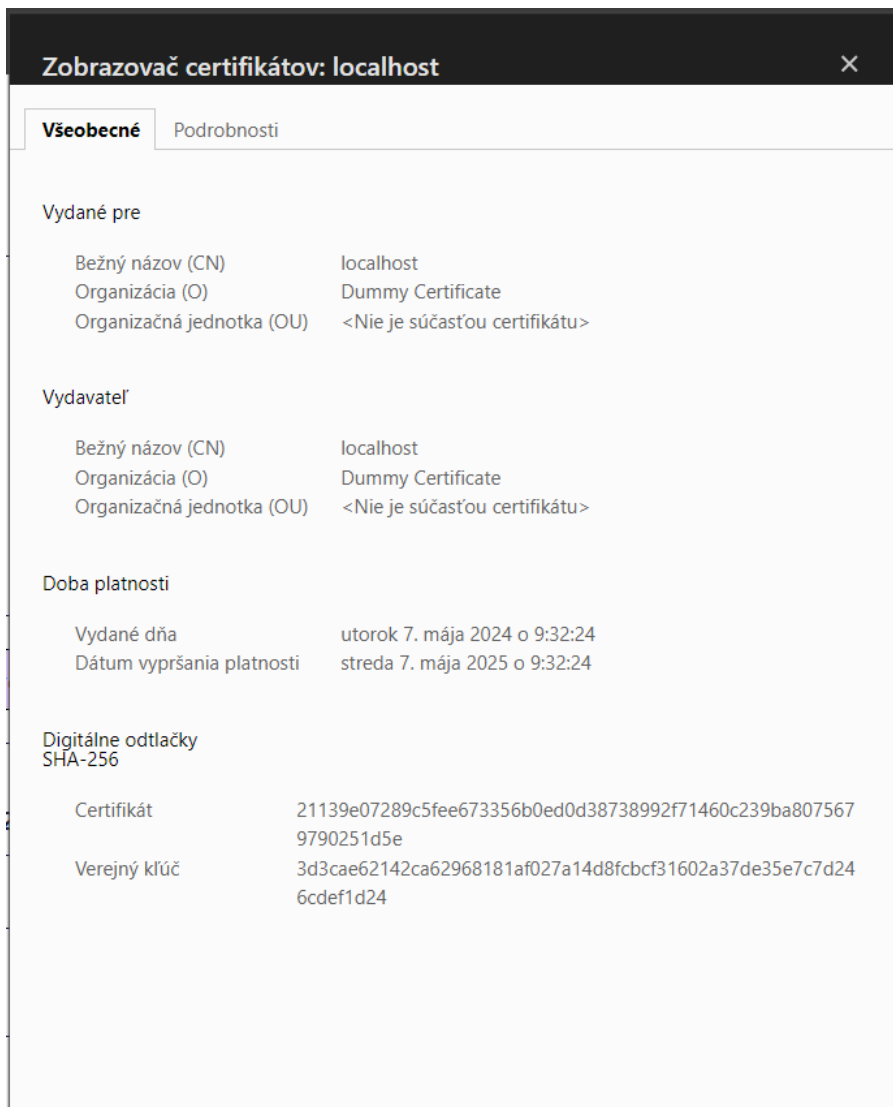 Zobrazovač certifikátov: localhost
Všeobecné Podrobnosti
Vydané pre
Bežný názov (CN) localhost
Organizácia (O) Dummy Certificate
Organizačná jednotka (OU) <Nie je súčasťou certifikátu>
Vydavateľ
Bežný názov (CN) localhost
Organizácia (O) Dummy Certificate
Organizačná jednotka (OU) <Nie je súčasťou certifikátu>
Doba platnosti
Vydané dňa utorok 7. mája 2024 o 9:32:24
Dátum vypršania platnosti streda 7. mája 2025 o 9:32:24
Digitálne odtlačky
SHA-256
Certifikát 21139e07289c5fee673356b0ed0d38738992f71460c239ba807567
9790251d5e
Verejný kľúč 3d3cae62142ca62968181af027a14d8fcbcf31602a37de35e7c7d24
6cdef1d24